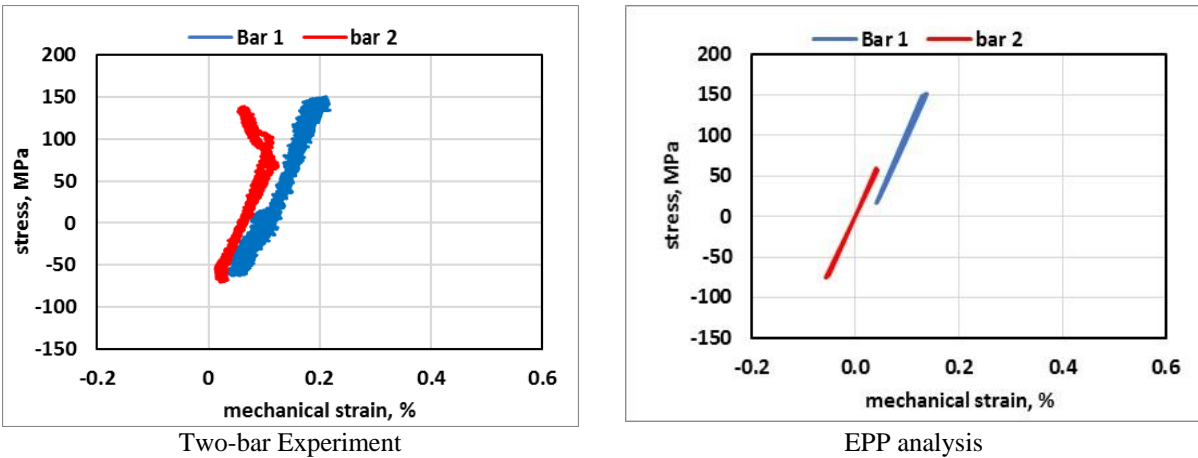 Bar 1 bar 2
200
150
100
50
0
-50
-100
-150
stress, MPa
-0.2 0 0.2 0.4 0.6
mechanical strain, %
Two-bar Experiment
Bar 1 bar 2
200
150
100
50
0
-50
-100
-150
stress, MPa
-0.2 0.0 0.2 0.4 0.6
mechanical strain, %
EPP analysis